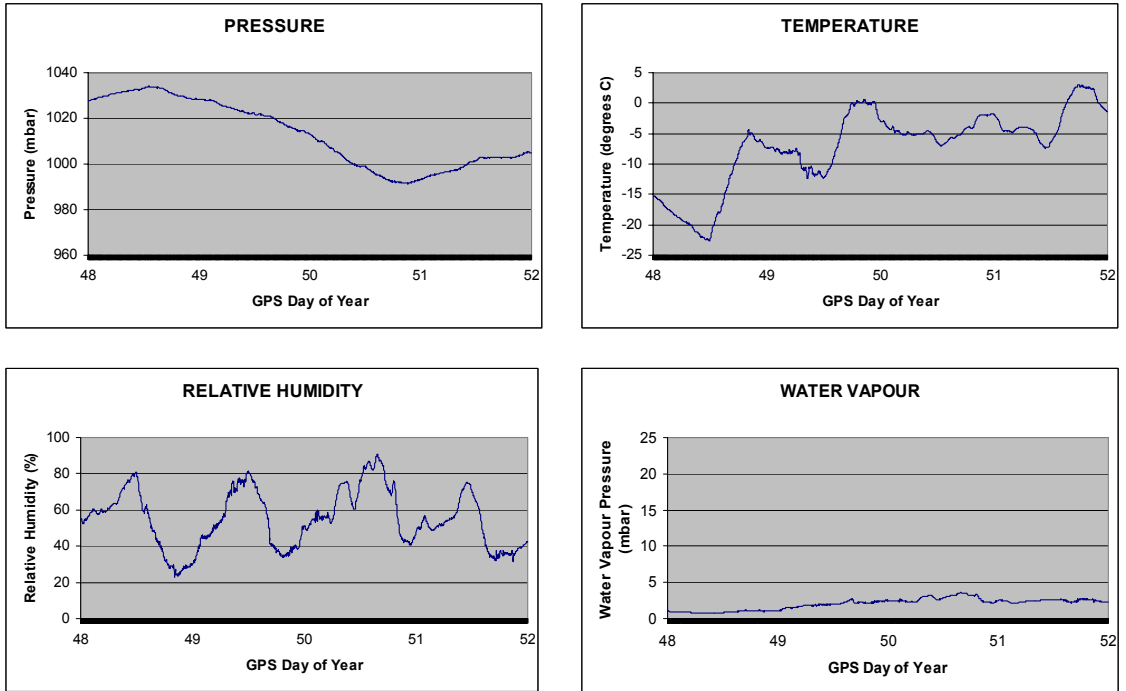 PRESSURE
1040
1020
1000
980
960
Pressure (mbar)
48 49 50 51 52
GPS Day of Year
TEMPERATURE
5
0
-5
-10
-15
-20
-25
Temperature (degrees C)
48 49 50 51 52
GPS Day of Year
RELATIVE HUMIDITY
100
80
60
40
20
0
Relative Humidity (%)
48 49 50 51 52
GPS Day of Year
WATER VAPOUR
25
20
15
10
5
0
Water Vapour Pressure
(mbar)
48 49 50 51 52
GPS Day of Year